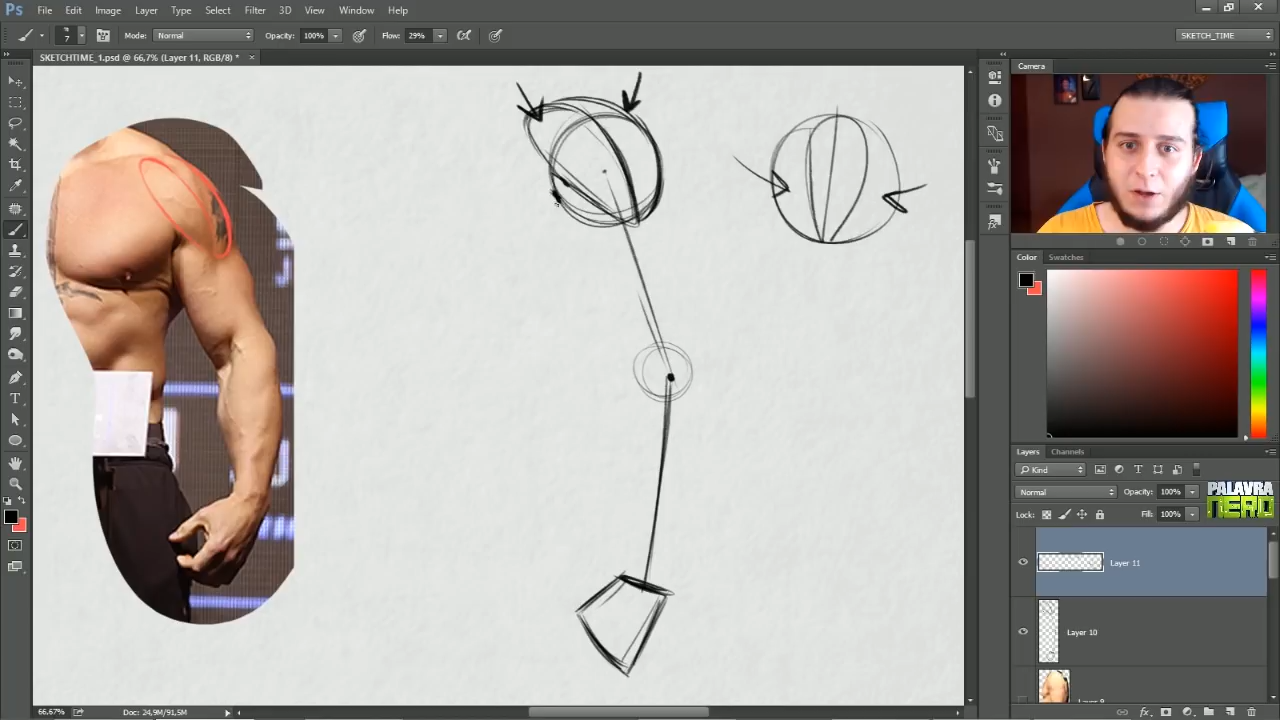 Ps File Edit Image Layer Type Select Filter 3D View Window Help
7 Mode: Normal Opacity: 100% Flow: 29% SKETCH_TIME
SKETCHTIME_1.psd @ 66,7% (Layer 11, RGB/8) *
Camera
Color Swatches
Layers Channels
Kind
Normal Opacity: 100%
Lock: Fill: 100%
PALAVRA
NERD
Layer 11
Layer 10
66,67% Doc: 24,9M/91,5M